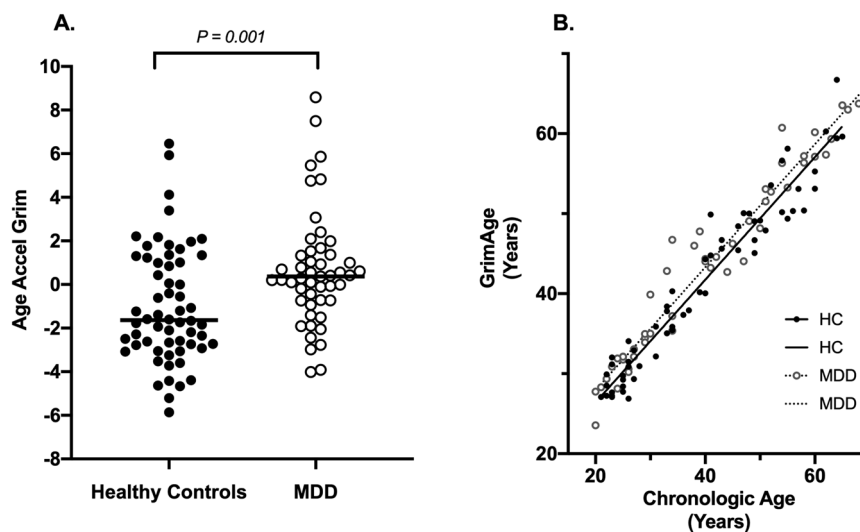 A.
P = 0.001
Age Accel Grim
10
8
6
4
2
0
-2
-4
-6
-8
Healthy Controls
MDD
B.
GrimAge
(Years)
60
40
20
20
40
60
Chronologic Age
(Years)
HC
HC
MDD
MDD